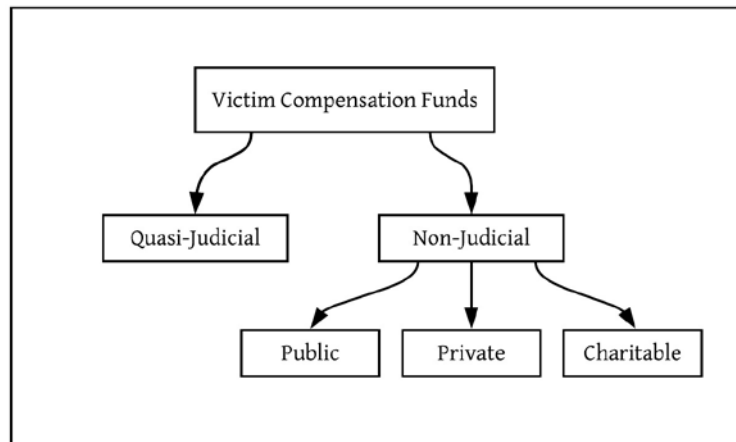 Victim Compensation Funds
Quasi-Judicial
Non-Judicial
Public
Private
Charitable